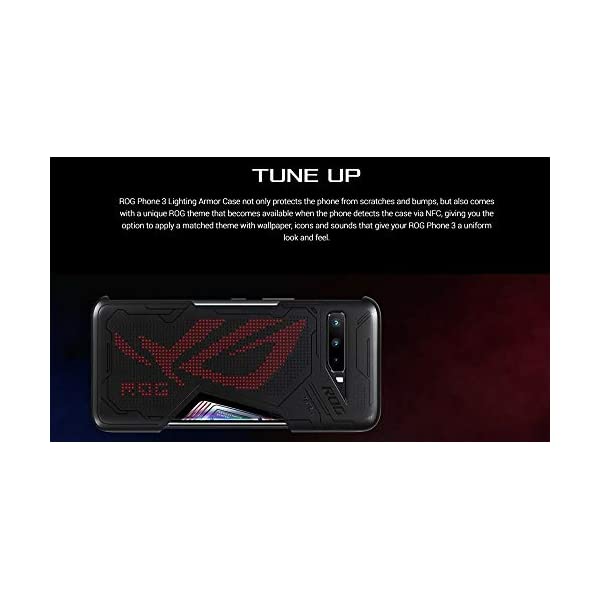 TUNE UP
ROG Phone 3 Lighting Armor Case not only protects the phone from scratches and bumps, but also comes
with a unique ROG theme that becomes available when the phone detects the case via NFC, giving you the
option to apply a matched theme with wallpaper, icons and sounds that give your ROG Phone 3 a uniform
look and feel.
ROG
ROG